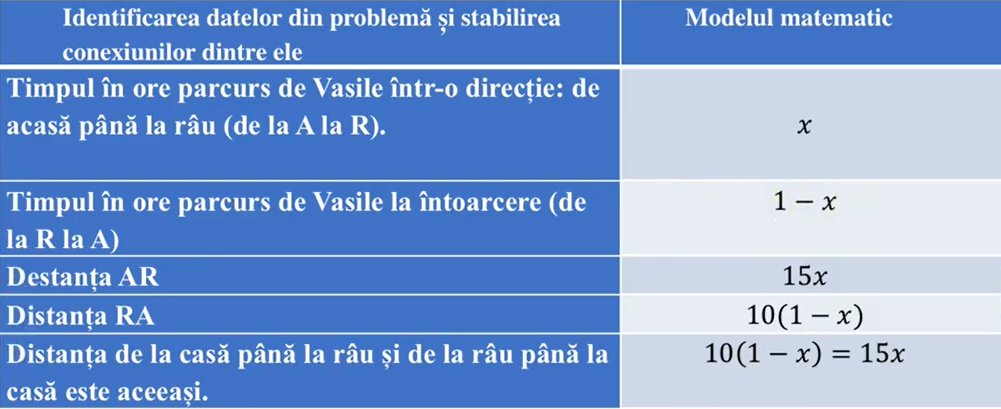 Identificarea datelor din problemă și stabilirea
conexiunilor dintre ele
Modelul matematic
Timpul în ore parcurs de Vasile într-o direcție: de
acasă până la râu (de la A la R).
x
Timpul în ore parcurs de Vasile la întoarcere (de
la R la A)
1 − x
Destanța AR
15x
Distanța RA
10(1 − x)
Distanța de la casă până la râu și de la râu până la
casă este aceeași.
10(1 − x) = 15x